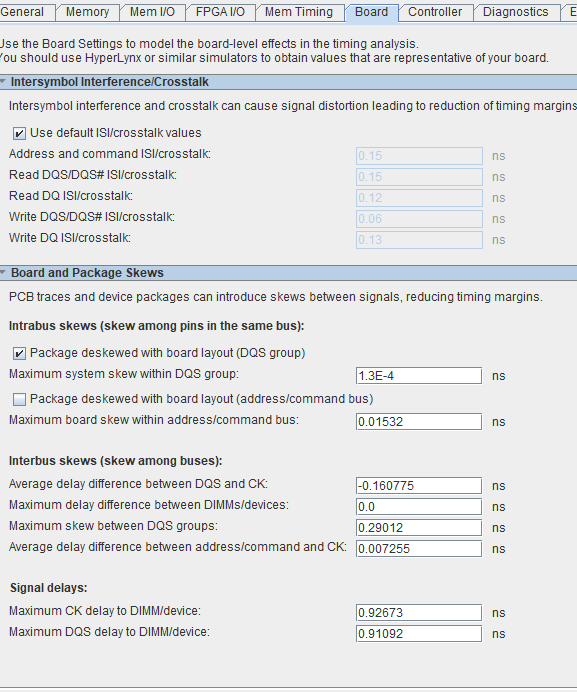 General Memory Mem I/O FPGA I/O Mem Timing Board Controller Diagnostics E
Use the Board Settings to model the board-level effects in the timing analysis.
You should use HyperLynx or similar simulators to obtain values that are representative of your board.
Intersymbol Interference/Crosstalk
Intersymbol interference and crosstalk can cause signal distortion leading to reduction of timing margins
Use default ISI/crosstalk values
Address and command ISI/crosstalk: 0.15 ns
Read DQS/DQS# ISI/crosstalk: 0.15 ns
Read DQ ISI/crosstalk: 0.12 ns
Write DQS/DQS# ISI/crosstalk: 0.06 ns
Write DQ ISI/crosstalk: 0.13 ns
Board and Package Skews
PCB traces and device packages can introduce skews between signals, reducing timing margins.
Intrabus skews (skew among pins in the same bus):
Package deskewed with board layout (DQS group)
Maximum system skew within DQS group: 1.3E-4 ns
Package deskewed with board layout (address/command bus)
Maximum board skew within address/command bus: 0.01532 ns
Interbus skews (skew among buses):
Average delay difference between DQS and CK: -0.160775 ns
Maximum delay difference between DIMMs/devices: 0.0 ns
Maximum skew between DQS groups: 0.29012 ns
Average delay difference between address/command and CK: 0.007255 ns
Signal delays:
Maximum CK delay to DIMM/device: 0.92673 ns
Maximum DQS delay to DIMM/device: 0.91092 ns